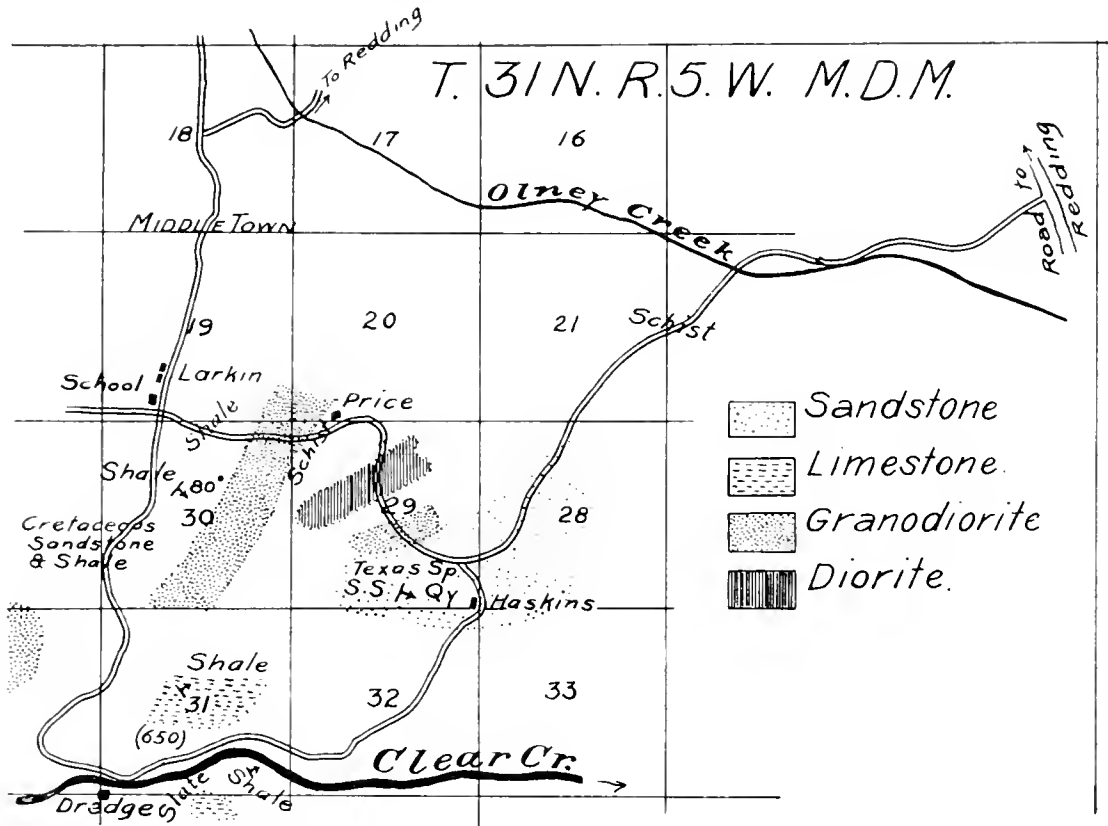 To Redding
T. 31N. R.5.W. M.D.M.
18
17
16
Road to
Redding
Olney Creek
MIDDLETOWN
19
20
21
Schist
School
Larkin
Price
Shale
Schist
Shale
80°
30
29
28
Cretaceos
Sandstone
& Shale
Texas Sp.
S.S. Qy
Haskins
Sandstone
Limestone.
Granodiorite
Diorite.
Shale
31
32
33
(650)
Clear Cr.
Dredge
Slate
Shale